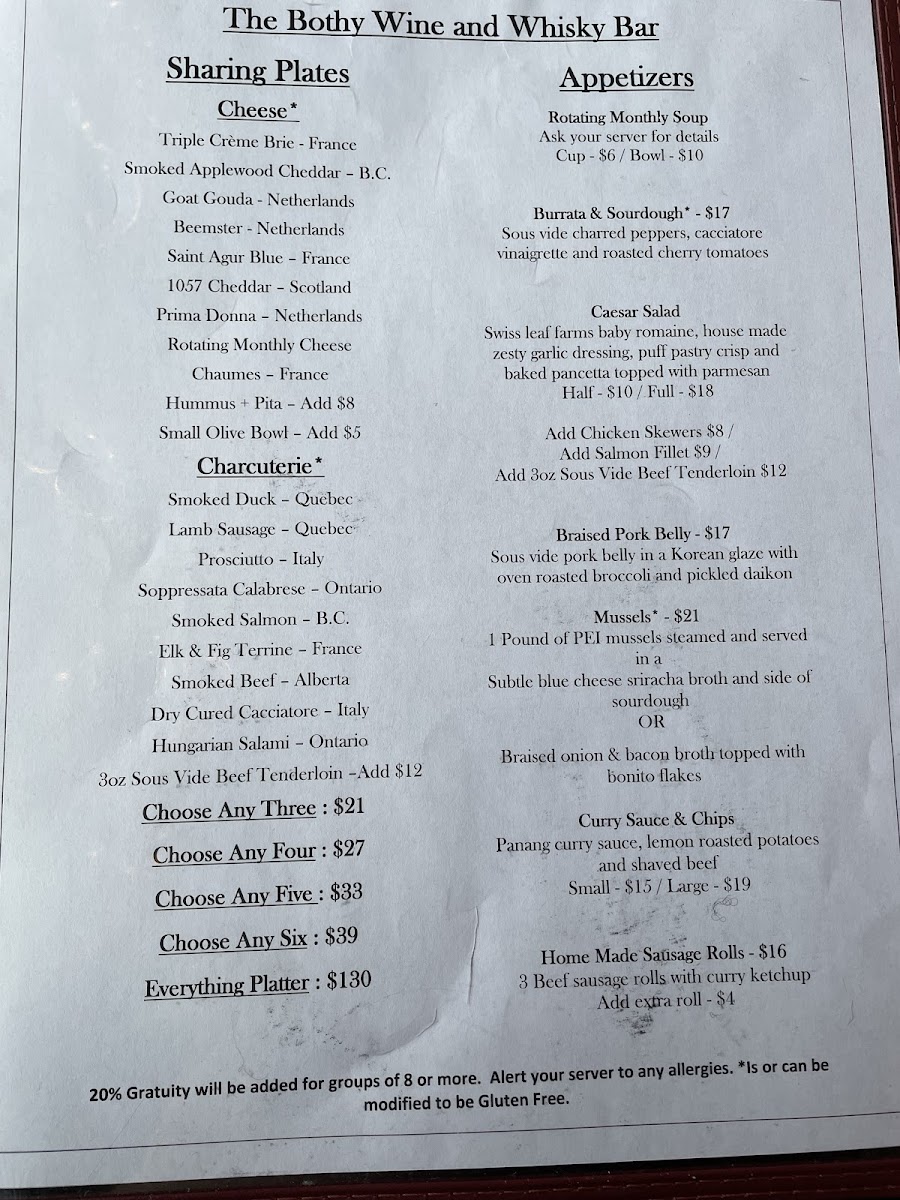 The Bothy Wine and Whisky Bar
Sharing Plates
Cheese*
Triple Crème Brie - France
Smoked Applewood Cheddar – B.C.
Goat Gouda - Netherlands
Beemster - Netherlands
Saint Agur Blue – France
1057 Cheddar – Scotland
Prima Donna – Netherlands
Rotating Monthly Cheese
Chaumes – France
Hummus + Pita – Add $8
Small Olive Bowl – Add $5
Charcuterie*
Smoked Duck – Quebec
Lamb Sausage – Quebec
Prosciutto – Italy
Soppressata Calabrese – Ontario
Smoked Salmon – B.C.
Elk & Fig Terrine – France
Smoked Beef – Alberta
Dry Cured Cacciatore – Italy
Hungarian Salami – Ontario
3oz Sous Vide Beef Tenderloin –Add $12
Choose Any Three : $21
Choose Any Four : $27
Choose Any Five : $33
Choose Any Six : $39
Everything Platter : $130
Appetizers
Rotating Monthly Soup
Ask your server for details
Cup - $6 / Bowl - $10
Burrata & Sourdough* - $17
Sous vide charred peppers, cacciatore
vinaigrette and roasted cherry tomatoes
Caesar Salad
Swiss leaf farms baby romaine, house made
zesty garlic dressing, puff pastry crisp and
baked pancetta topped with parmesan
Half - $10 / Full - $18
Add Chicken Skewers $8 /
Add Salmon Fillet $9 /
Add 3oz Sous Vide Beef Tenderloin $12
Braised Pork Belly - $17
Sous vide pork belly in a Korean glaze with
oven roasted broccoli and pickled daikon
Mussels* - $21
1 Pound of PEI mussels steamed and served
in a
Subtle blue cheese sriracha broth and side of
sourdough
OR
Braised onion & bacon broth topped with
bonito flakes
Curry Sauce & Chips
Panang curry sauce, lemon roasted potatoes
and shaved beef
Small - $15 / Large - $19
Home Made Sausage Rolls - $16
3 Beef sausage rolls with curry ketchup
Add extra roll - $4
20% Gratuity will be added for groups of 8 or more. Alert your server to any allergies. *Is or can be
modified to be Gluten Free.